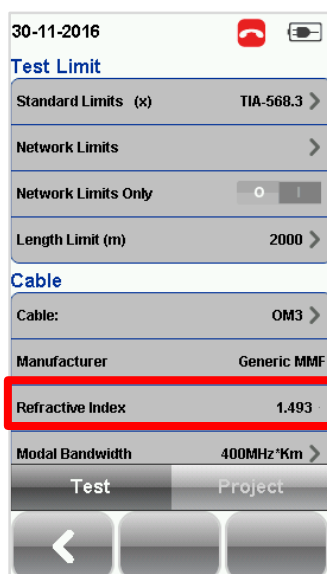 30-11-2016
Test Limit
Standard Limits (x) TIA-568.3
Network Limits
Network Limits Only O I
Length Limit (m) 2000
Cable
Cable: OM3
Manufacturer Generic MMF
Refractive Index 1.493
Modal Bandwidth 400MHz*Km
Test Project